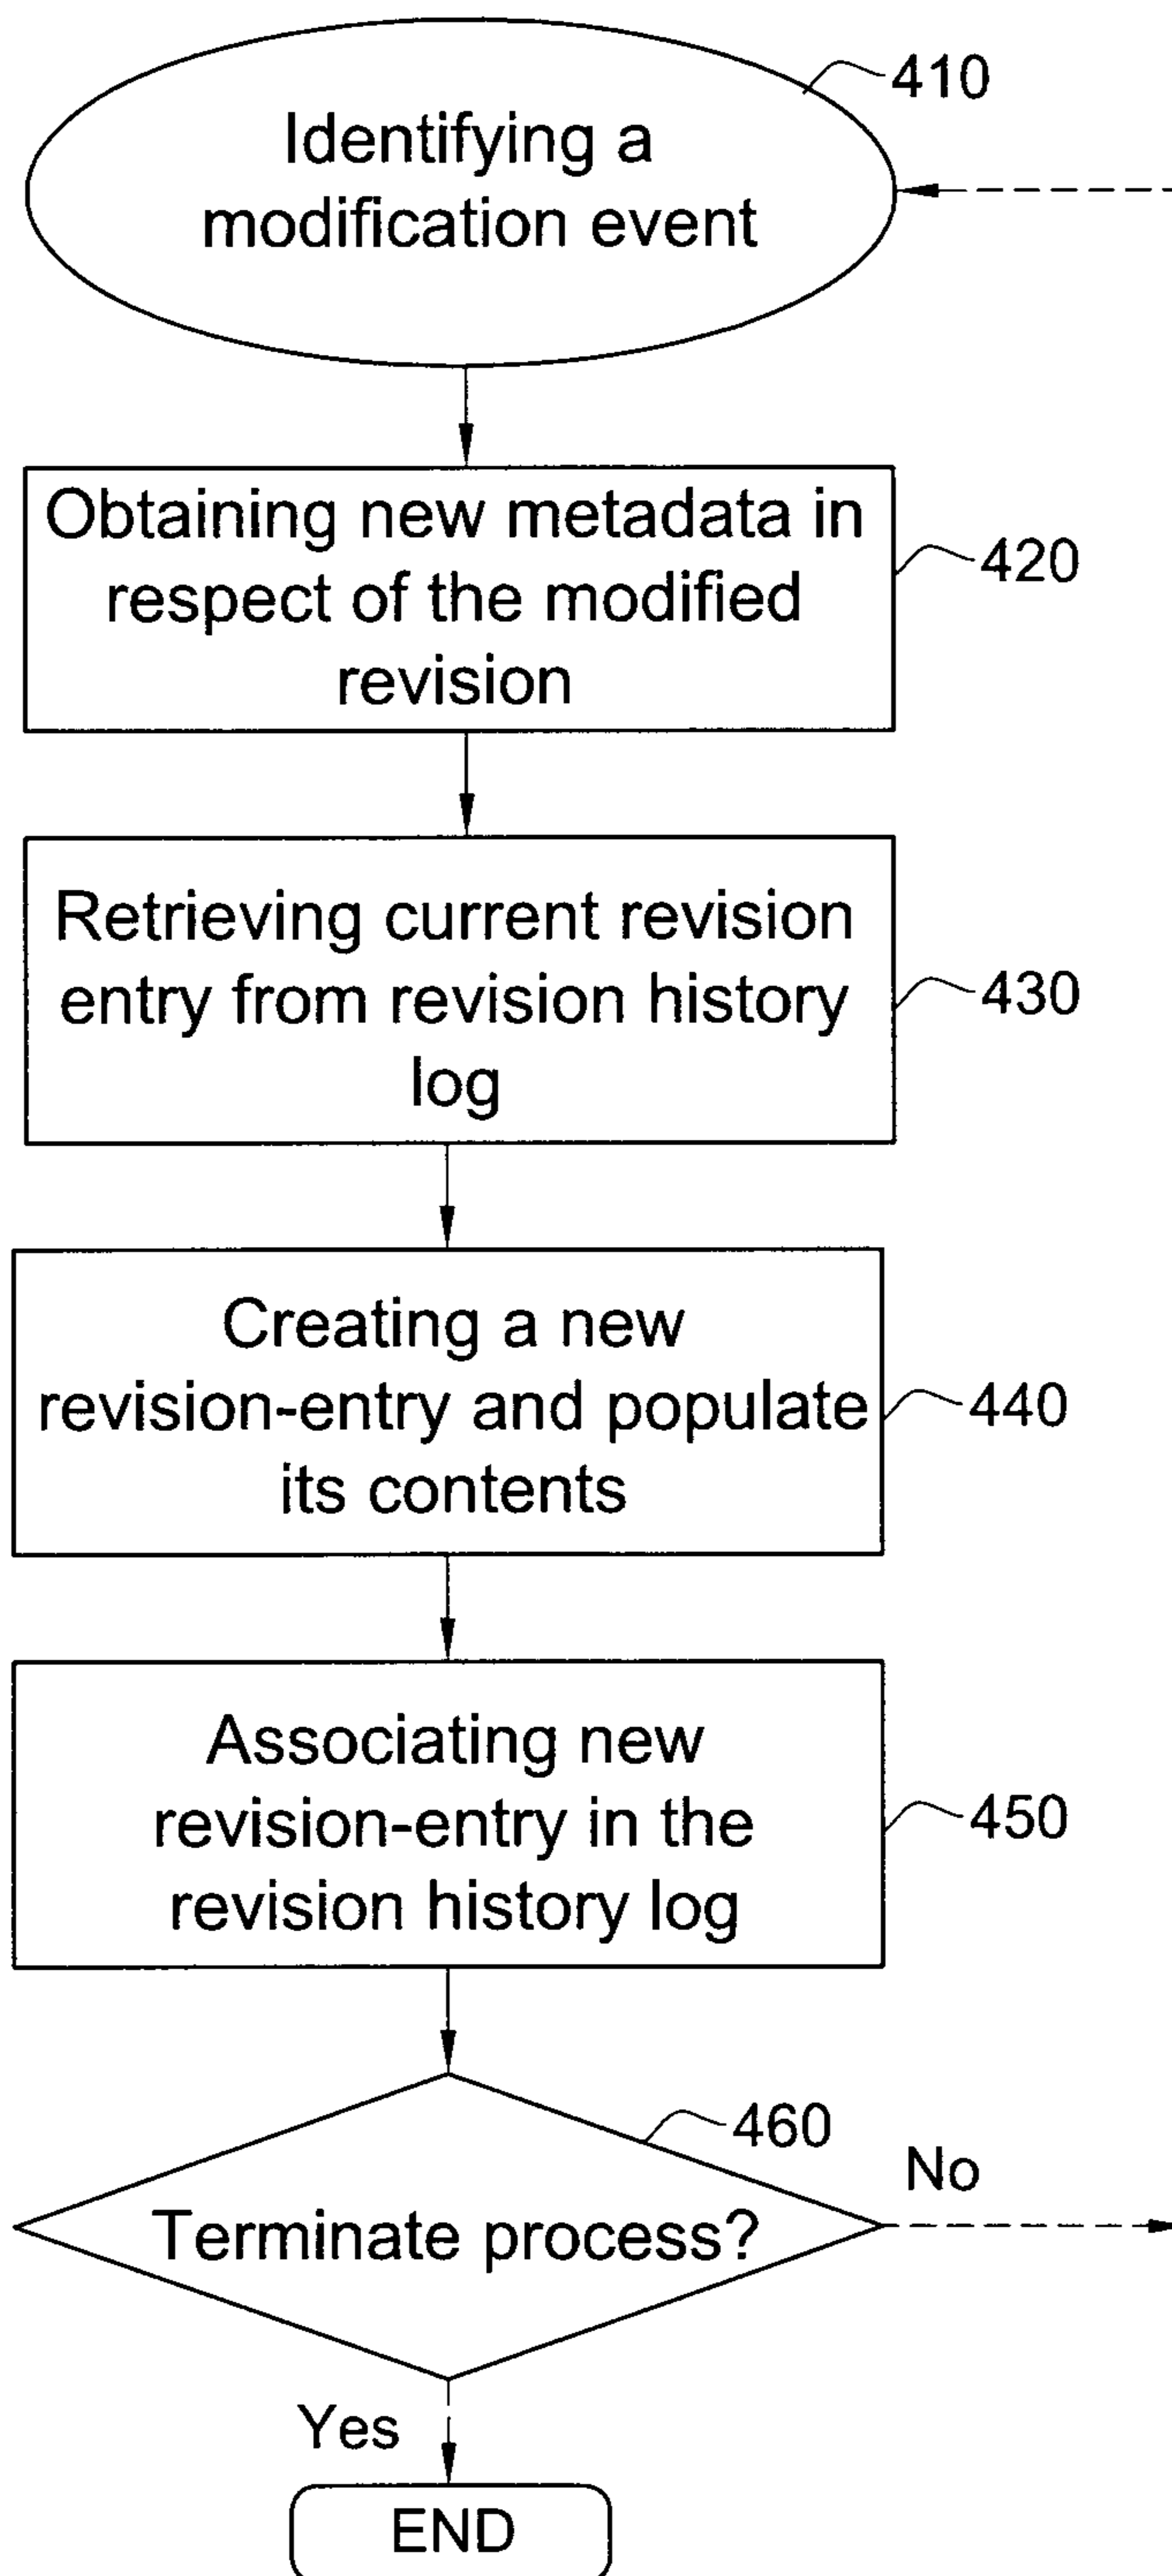 410
Identifying a
modification event
Obtaining new metadata in
respect of the modified
revision
420
Retrieving current revision
entry from revision history
log
430
Creating a new
revision-entry and populate
its contents
440
Associating new
revision-entry in the
revision history log
450
460
Terminate process?
No
Yes
END